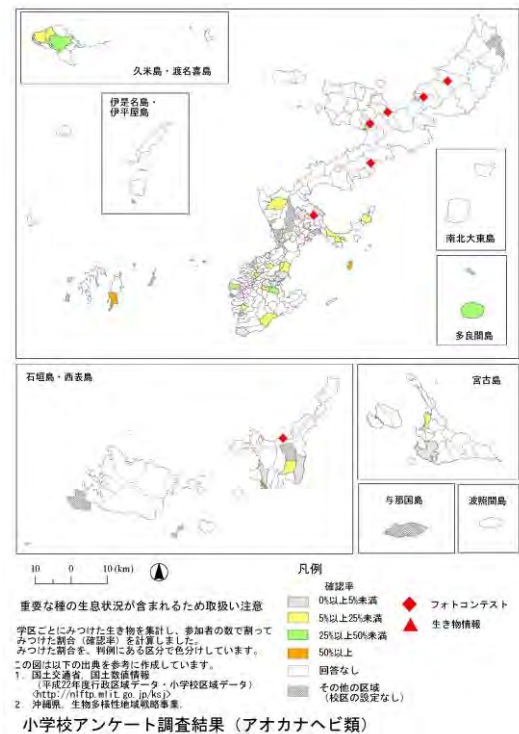 久米島・渡名喜島
伊是名島・
伊平屋島
南北大東島
多良間島
石垣島・西表島
宮古島
与那国島
波照間島
10 0 10 (km)
凡例
確認率
0%以上5%未満
5%以上25%未満
25%以上50%未満
50%以上
回答なし
その他の区域
(校区の設定なし)
フォトコンテスト
生き物情報
重要な種の生息状況が含まれるため取扱い注意
学区ごとにみつけた生き物を集計し、参加者の数で割って
みつけた割合(確認率)を計算しました。
みつけた割合を、判例にある区分で色分けしています。
この図は以下の出典を参考に作成しています。
1. 国土交通省、国土数値情報
(平成22年度行政区域データ・小学校区域データ)
<http://nlftp.mlit.go.jp/ksj>
2. 沖縄県、生物多様性地域戦略事業.
小学校アンケート調査結果(アオカナヘビ類)